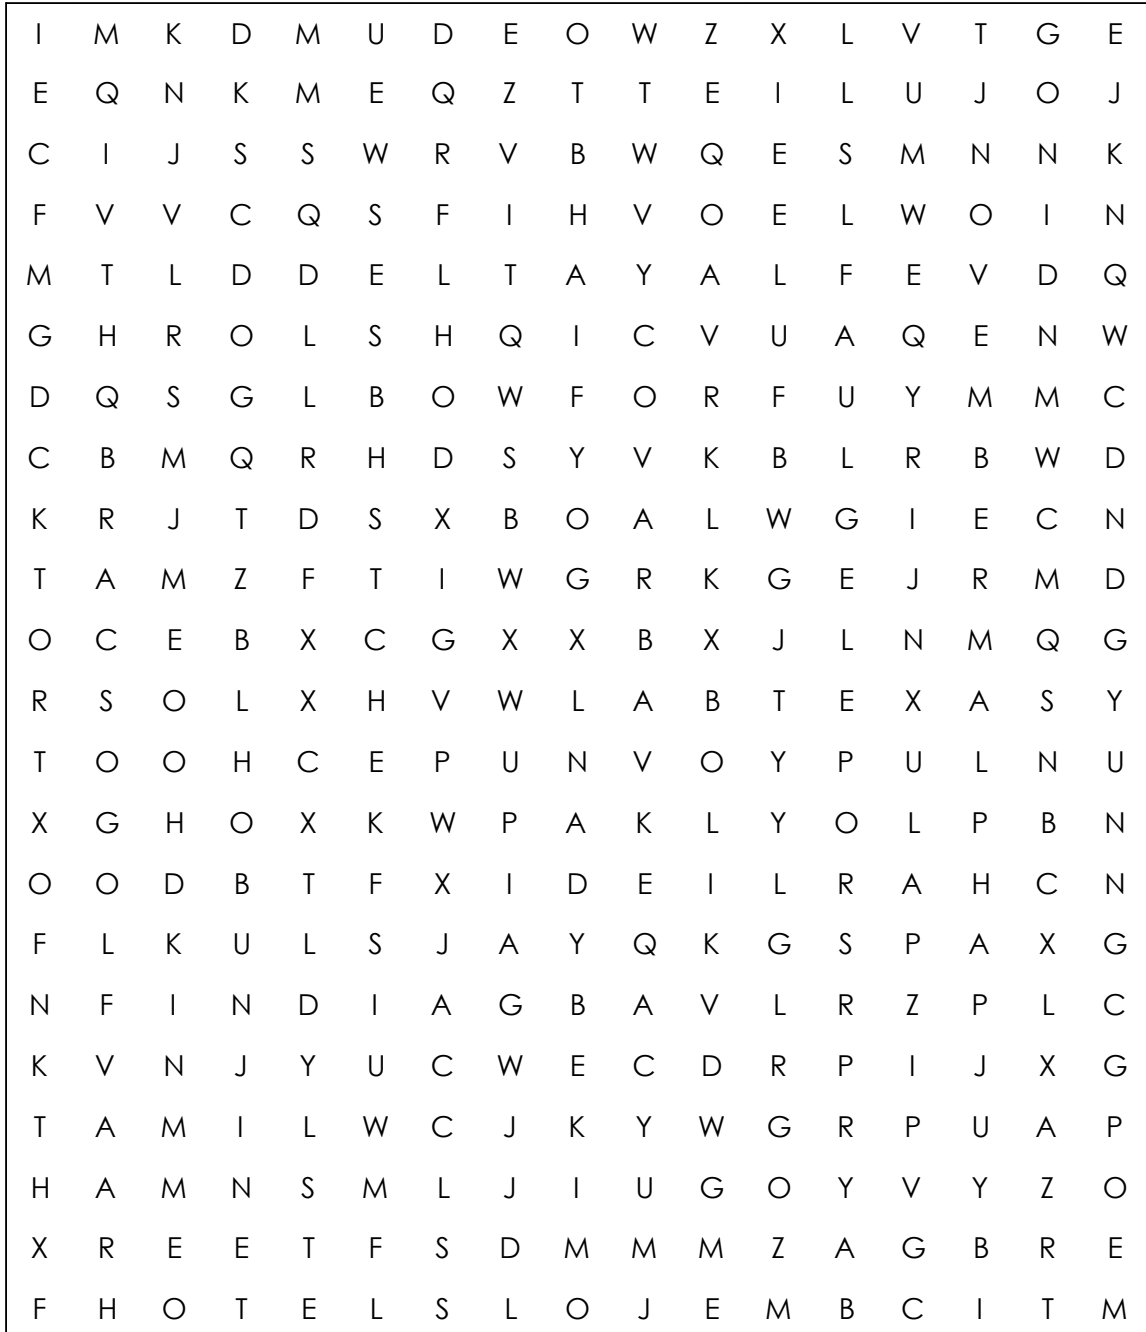 I M K D M U D E O W Z X L V T G E
E Q N K M E Q Z T T E I L U J O J
C I J S S W R V B W Q E S M N N K
F V V C Q S F I H V O E L W O I N
M T L D D E L T A Y A L F E V D Q
G H R O L S H Q I C V U A Q E N W
D Q S G L B O W F O R F U Y M M C
C B M Q R H D S Y V K B L R B W D
K R J T D S X B O A L W G I E C N
T A M Z F T I W G R K G E J R M D
O C E B X C G X X B X J L N M Q G
R S O L X H V W L A B T E X A S Y
T O O H C E P U N V O Y P U L N U
X G H O X K W P A K L Y O L P B N
O O D B T F X I D E I L R A H C N
F L K U L S J A Y Q K G S P A X G
N F I N D I A G B A V L R Z P L C
K V N J Y U C W E C D R P I J X G
T A M I L W C J K Y W G R P U A P
H A M N S M L J I U G O Y V Y Z O
X R E E T F S D M M M Z A G B R E
F H O T E L S L O J E M B C I T M